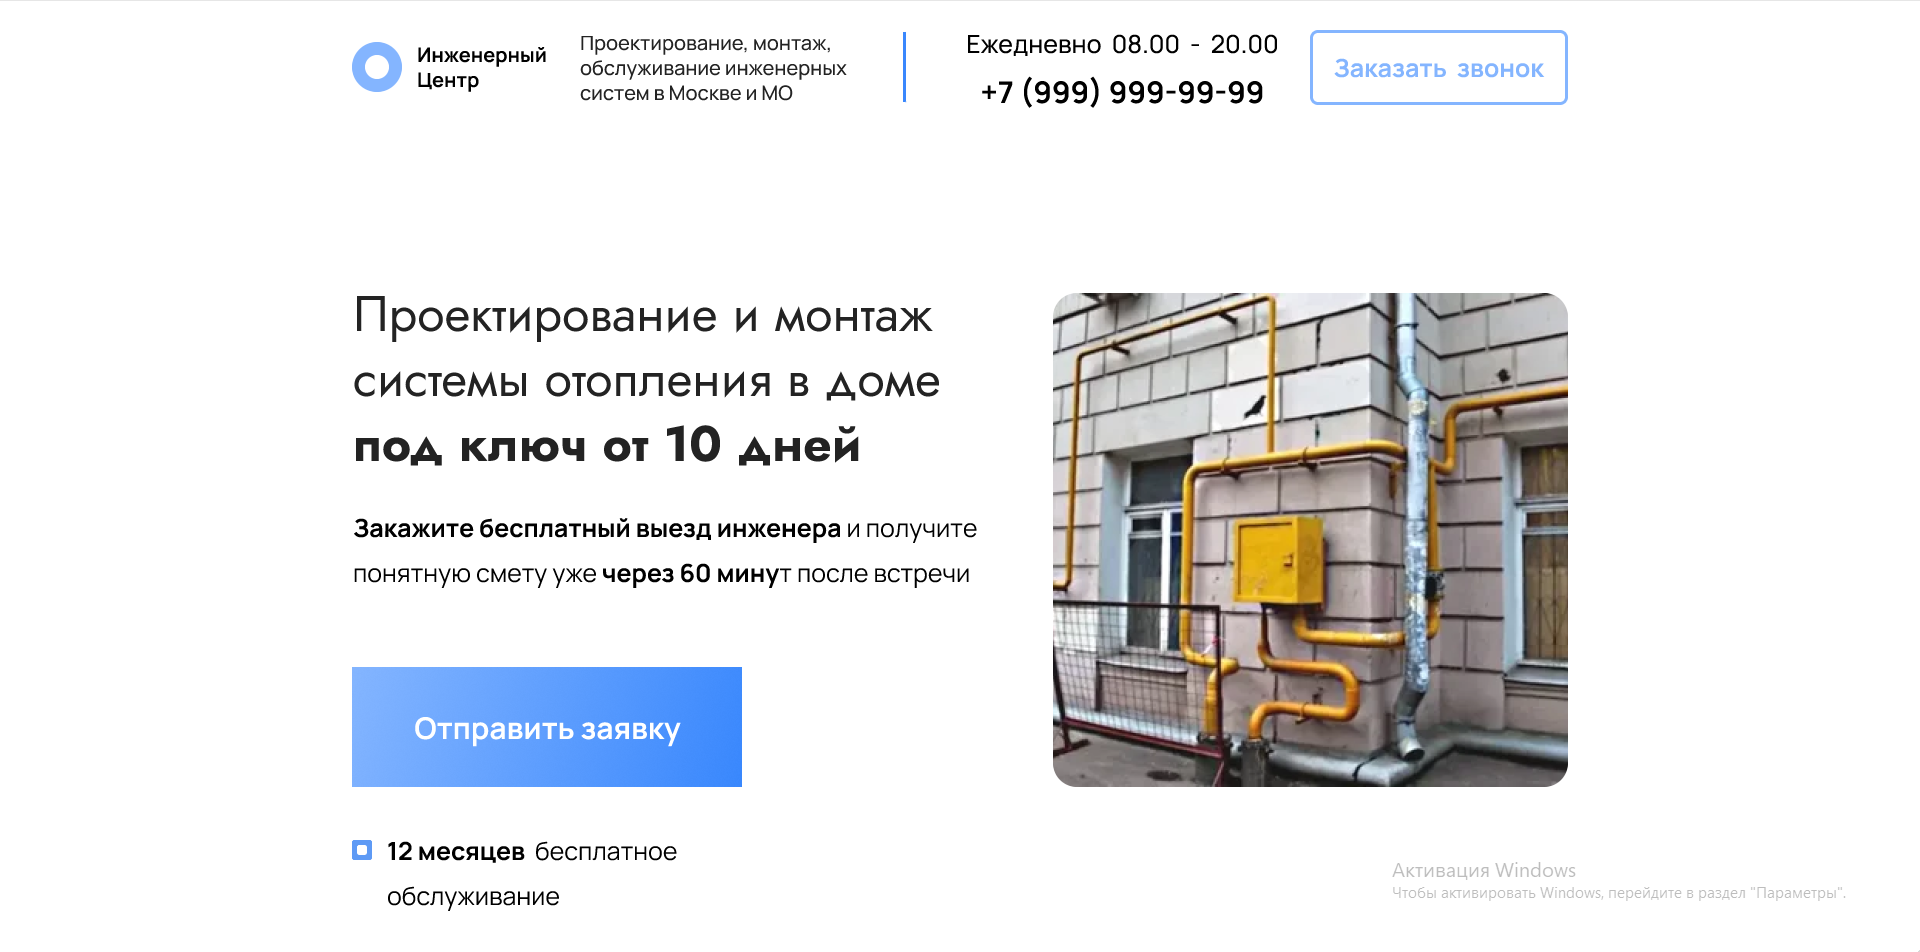 Инженерный
Центр
Проектирование, монтаж,
обслуживание инженерных
систем в Москве и МО
Ежедневно 08.00 - 20.00
+7 (999) 999-99-99
Заказать звонок
Проектирование и монтаж
системы отопления в доме
под ключ от 10 дней
Закажите бесплатный выезд инженера и получите
понятную смету уже через 60 минут после встречи
Отправить заявку
12 месяцев бесплатное
обслуживание
Активация Windows
Чтобы активировать Windows, перейдите в раздел "Параметры".